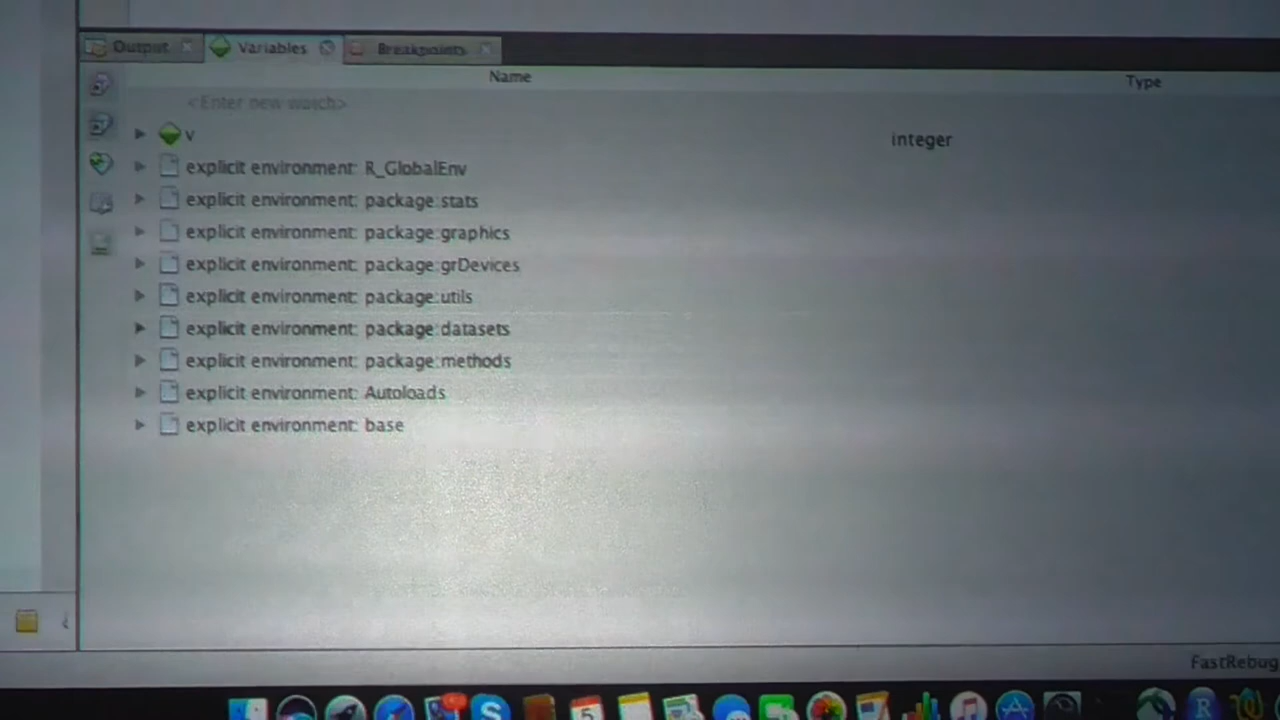 Output Variables Breakpoints
Name Type
<Enter new watch>
v integer
explicit environment: R_GlobalEnv
explicit environment: package:stats
explicit environment: package:graphics
explicit environment: package:grDevices
explicit environment: package:utils
explicit environment: package:datasets
explicit environment: package:methods
explicit environment: Autoloads
explicit environment: base
FastRebug
5 S R